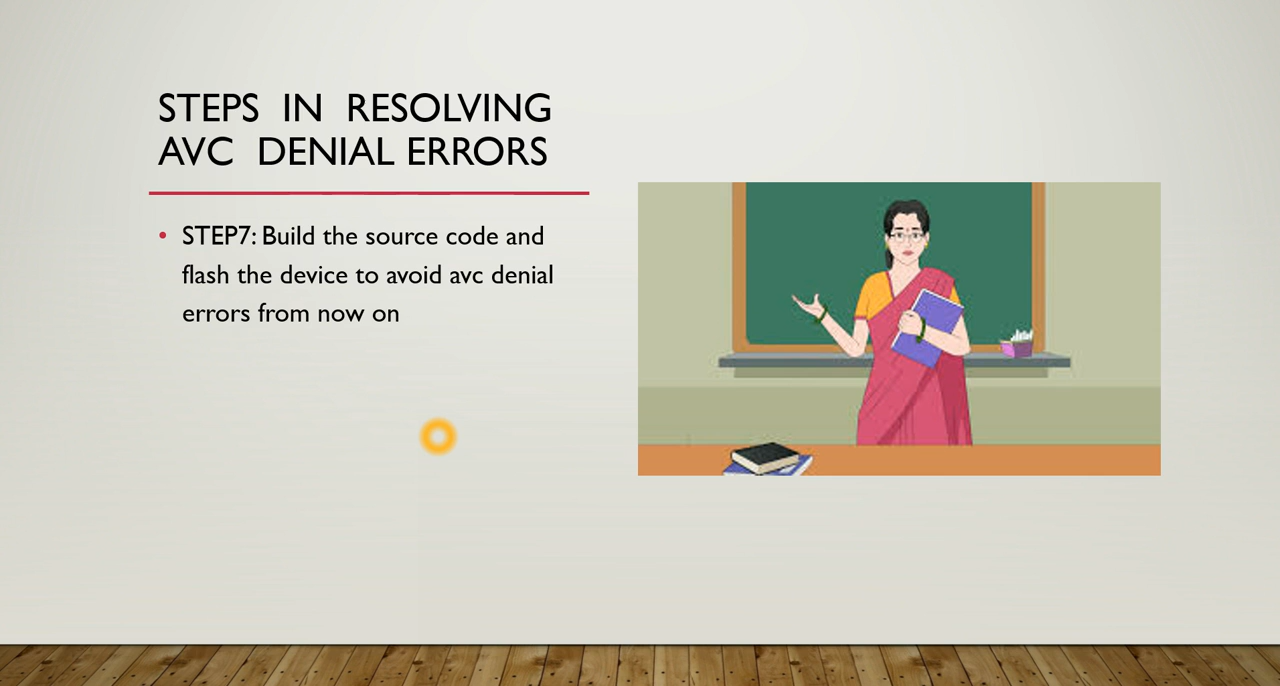 STEPS IN RESOLVING
AVC DENIAL ERRORS
• STEP7: Build the source code and
flash the device to avoid avc denial
errors from now on